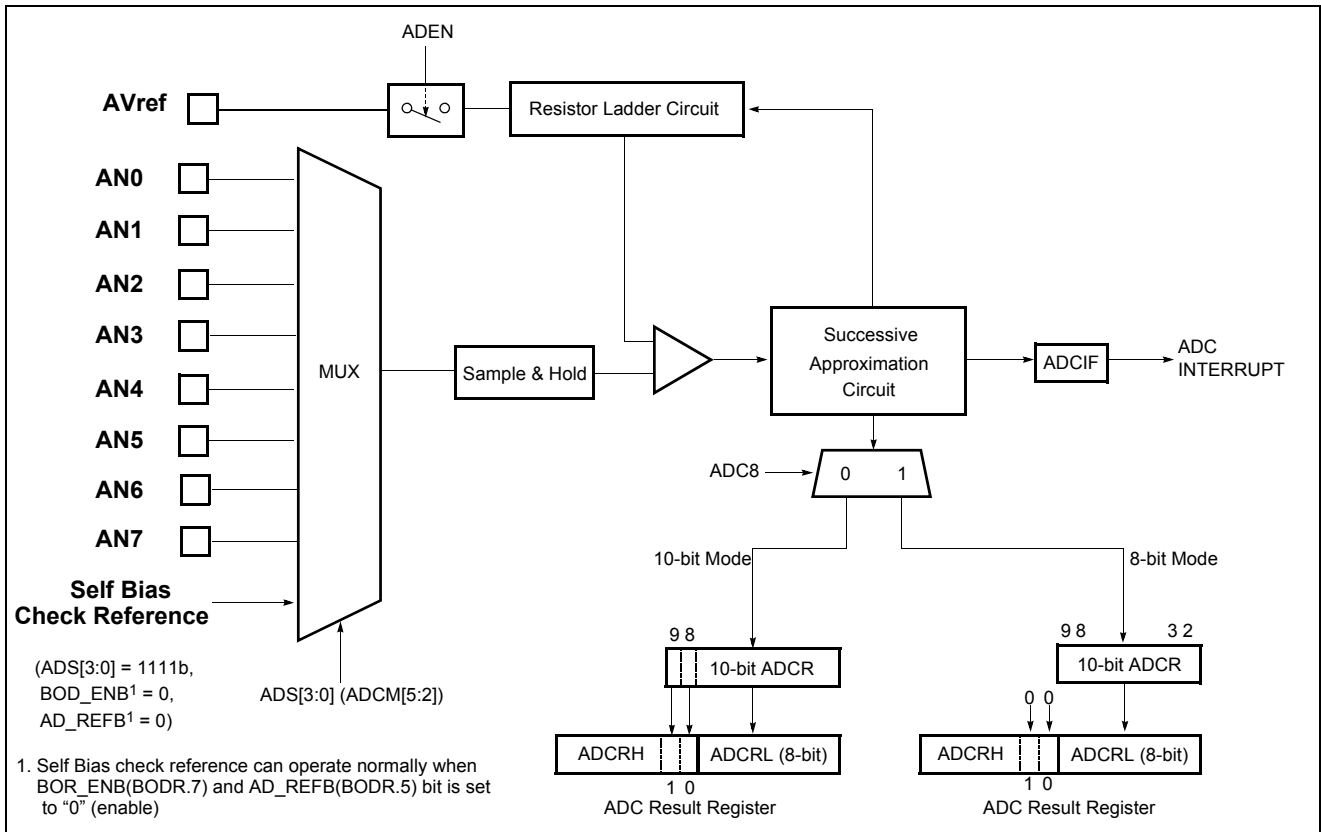 ADEN
AVref
Resistor Ladder Circuit
AN0
AN1
AN2
AN3
AN4
AN5
AN6
AN7
MUX
Sample & Hold
Successive
Approximation
Circuit
ADCIF
ADC
INTERRUPT
ADC8
0 1
10-bit Mode
8-bit Mode
Self Bias
Check Reference
(ADS[3:0] = 1111b,
BOD_ENB1 = 0,
AD_REFB1 = 0)
ADS[3:0] (ADCM[5:2])
9 8
10-bit ADCR
ADCRH
ADCRL (8-bit)
1 0
ADC Result Register
9 8 3 2
10-bit ADCR
0 0
ADCRH
ADCRL (8-bit)
1 0
ADC Result Register
1. Self Bias check reference can operate normally when
BOR_ENB(BODR.7) and AD_REFB(BODR.5) bit is set
to “0” (enable)